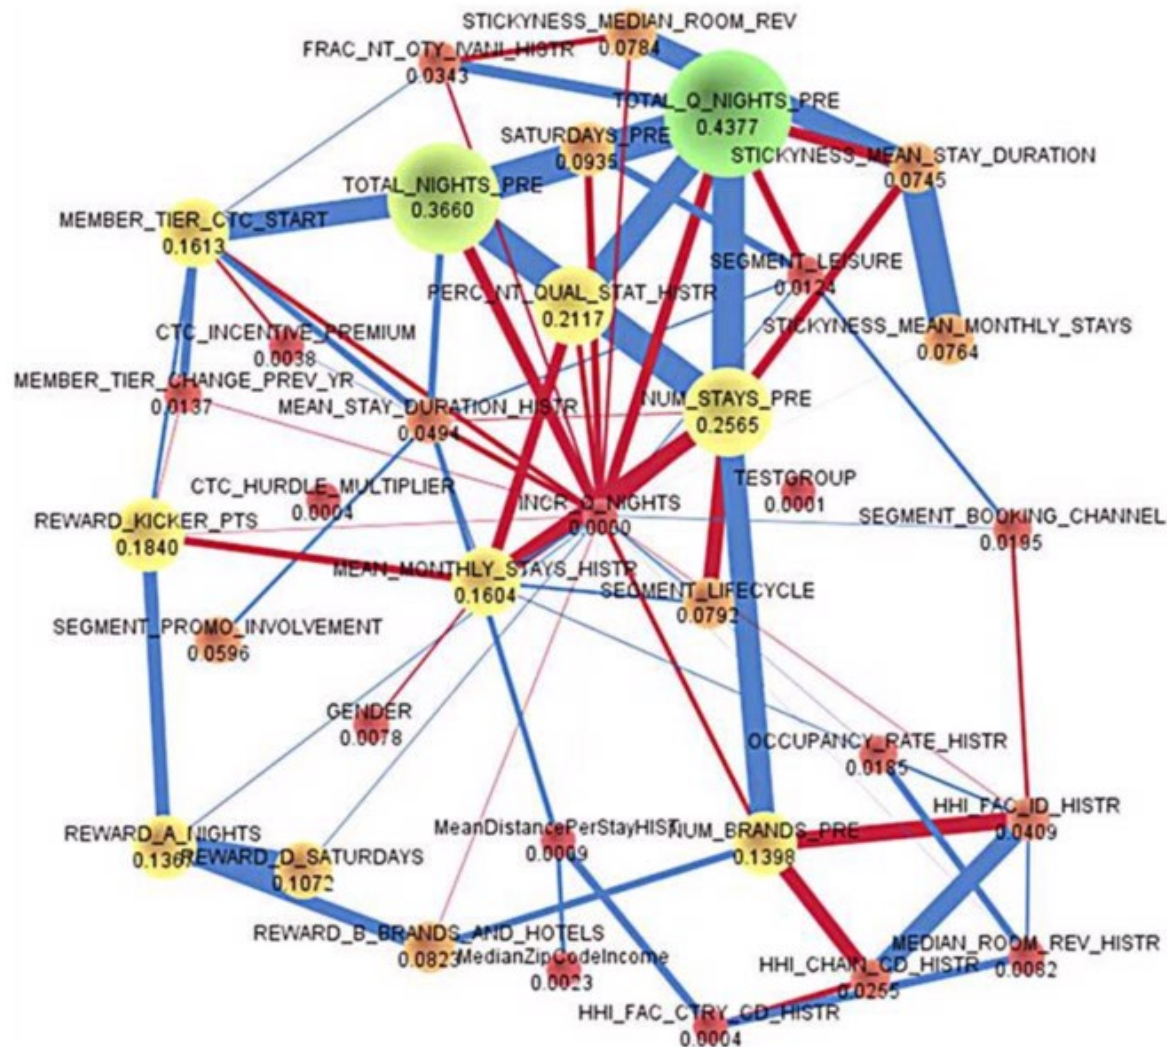 STICKYNESS_MEDIAN_ROOM_REV
0.0784
FRAC_NT_QTY_IVANI_HISTR
0.0343
TOTAL_Q_NIGHTS_PRE
0.4377
SATURDAYS_PRE
0.0935
STICKYNESS_MEAN_STAY_DURATION
0.0745
TOTAL_NIGHTS_PRE
0.3660
MEMBER_TIER_CTC_START
0.1613
SEGMENT_LEISURE
0.0124
PERC_NT_QUAL_STAT_HISTR
0.2117
STICKYNESS_MEAN_MONTHLY_STAYS
0.0764
CTC_INCENTIVE_PREMIUM
0.0038
MEMBER_TIER_CHANGE_PREV_YR
0.0137
MEAN_STAY_DURATION_HISTR
0.0494
NUM_STAYS_PRE
0.2565
TESTGROUP
0.0001
CTC_HURDLE_MULTIPLIER
0.0004
INCR_Q_NIGHTS
0.0000
SEGMENT_BOOKING_CHANNEL
0.0195
REWARD_KICKER_PTS
0.1840
MEAN_MONTHLY_STAYS_HISTR
0.1604
SEGMENT_LIFECYCLE
0.0792
SEGMENT_PROMO_INVOLVEMENT
0.0596
GENDER
0.0078
OCCUPANCY_RATE_HISTR
0.0185
HHI_FAC_ID_HISTR
0.0409
REWARD_A_NIGHTS
0.1367
REWARD_D_SATURDAYS
0.1072
MeanDistancePerStayHIST
0.0009
NUM_BRANDS_PRE
0.1398
REWARD_B_BRANDS_AND_HOTELS
0.0823
MedianZipCodeIncome
0.0023
MEDIAN_ROOM_REV_HISTR
0.0082
HHI_CHAIN_CD_HISTR
0.0255
HHI_FAC_CTRY_CD_HISTR
0.0004